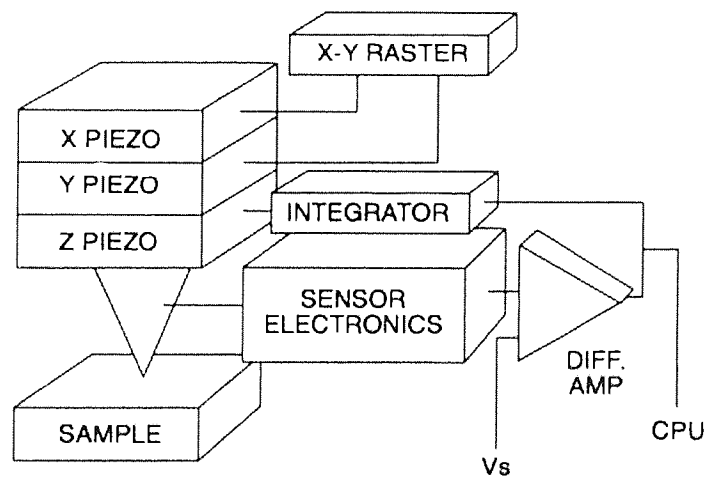 X-Y RASTER
X PIEZO
Y PIEZO
INTEGRATOR
Z PIEZO
SENSOR
ELECTRONICS
DIFF.
AMP
SAMPLE
CPU
Vs